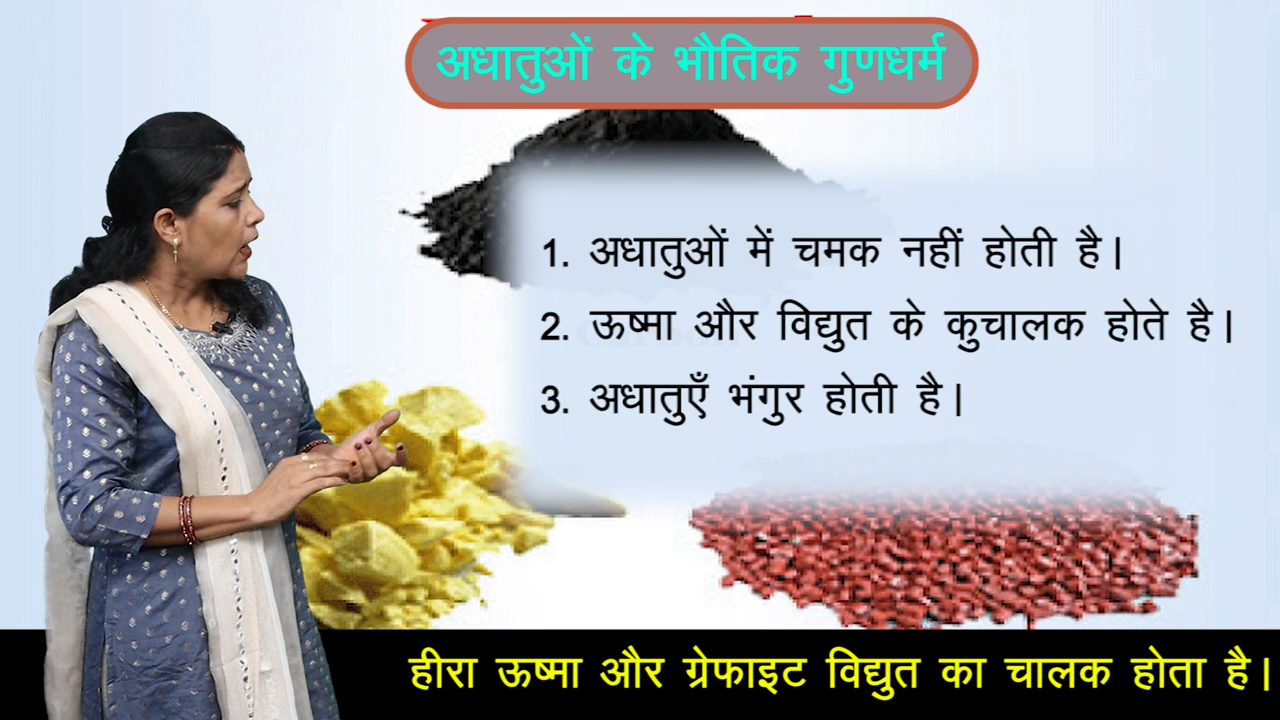 अधातुओं के भौतिक गुणधर्म
1. अधातुओं में चमक नहीं होती है।
2. ऊष्मा और विद्युत के कुचालक होते है।
3. अधातुएँ भंगुर होती है।
हीरा ऊष्मा और ग्रेफाइट विद्युत का चालक होता है।